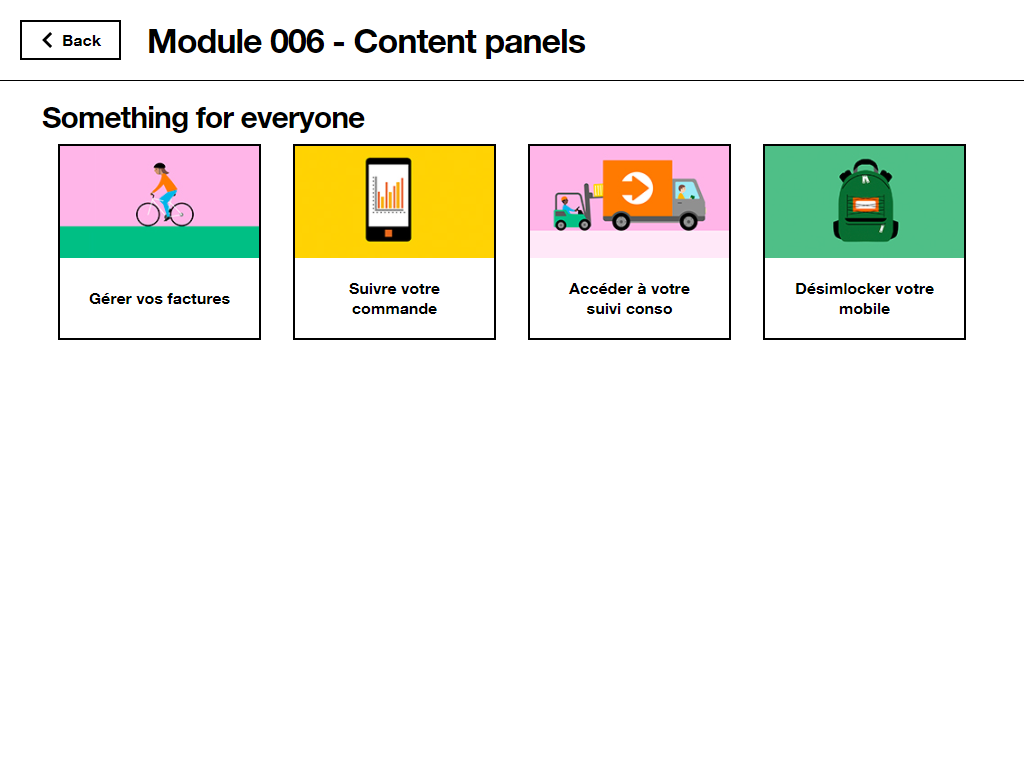 Back
Module 006 - Content panels
Something for everyone
Gérer vos factures
Suivre votre
commande
Accéder à votre
suivi conso
Désimlocker votre
mobile